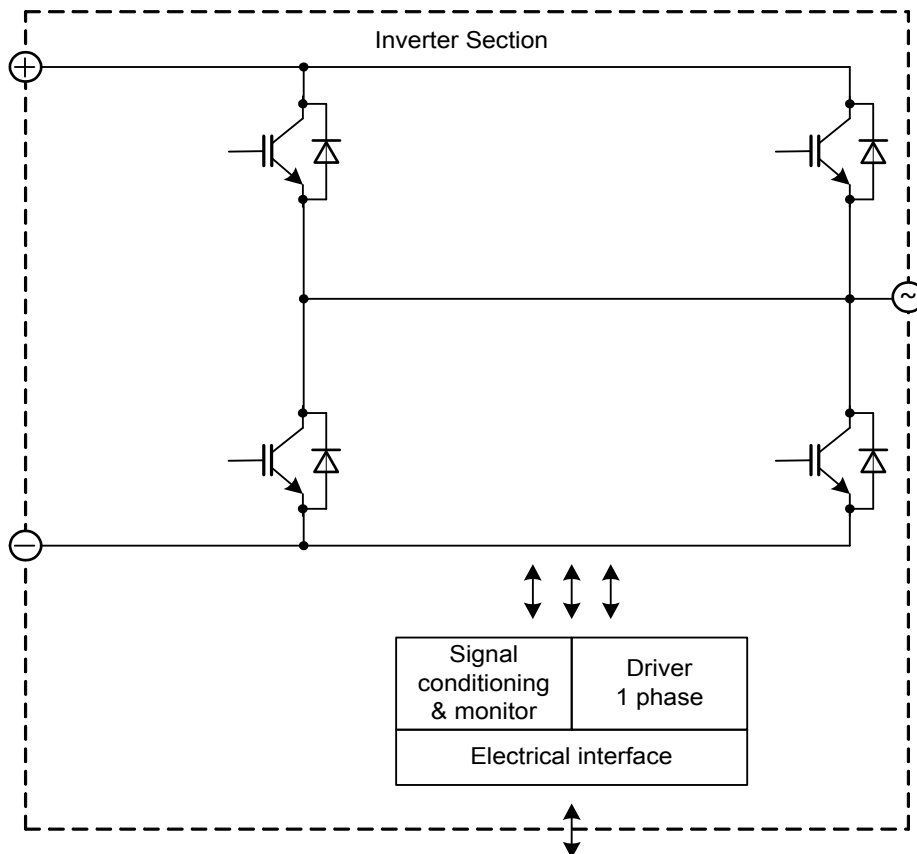 Inverter Section
+
~
−
Signal
conditioning
& monitor
Driver
1 phase
Electrical interface